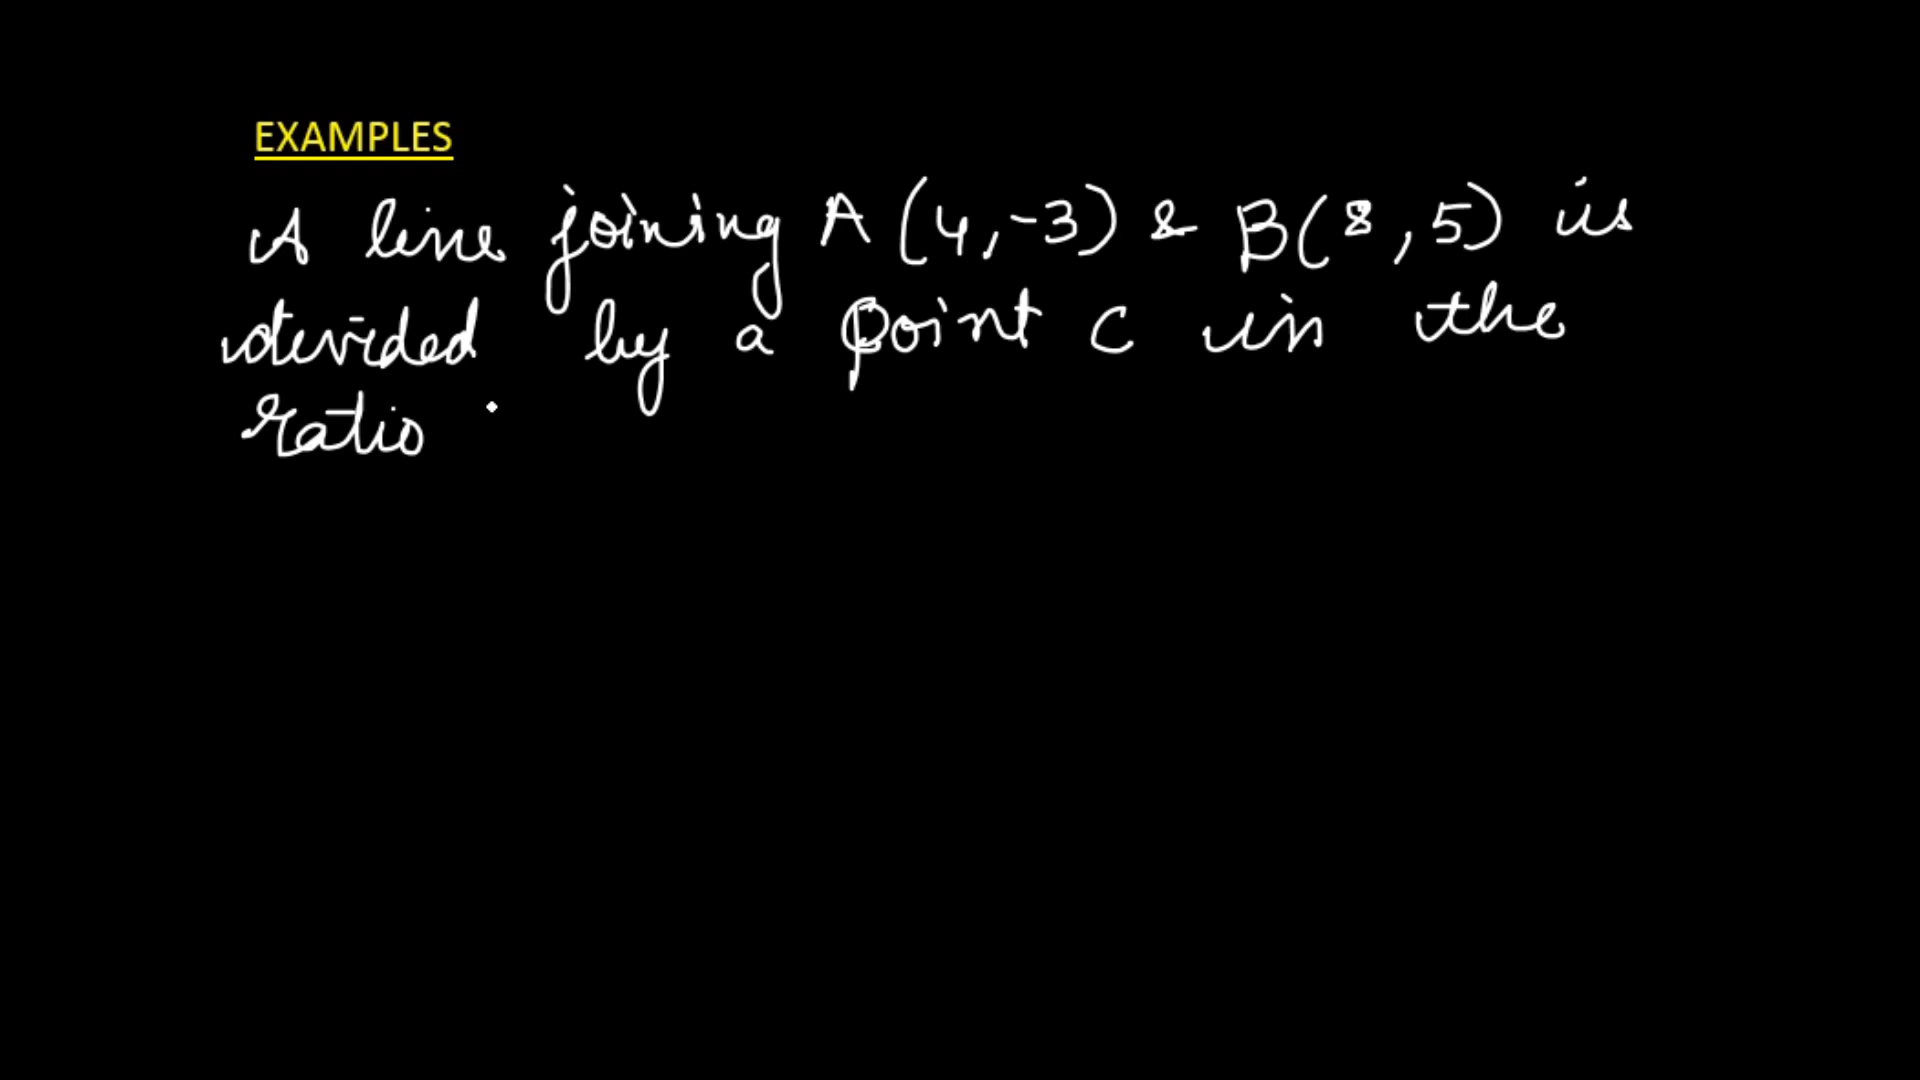 EXAMPLES
A line joining A (4,-3) & B(8,5) is
divided by a point C in the
ratio